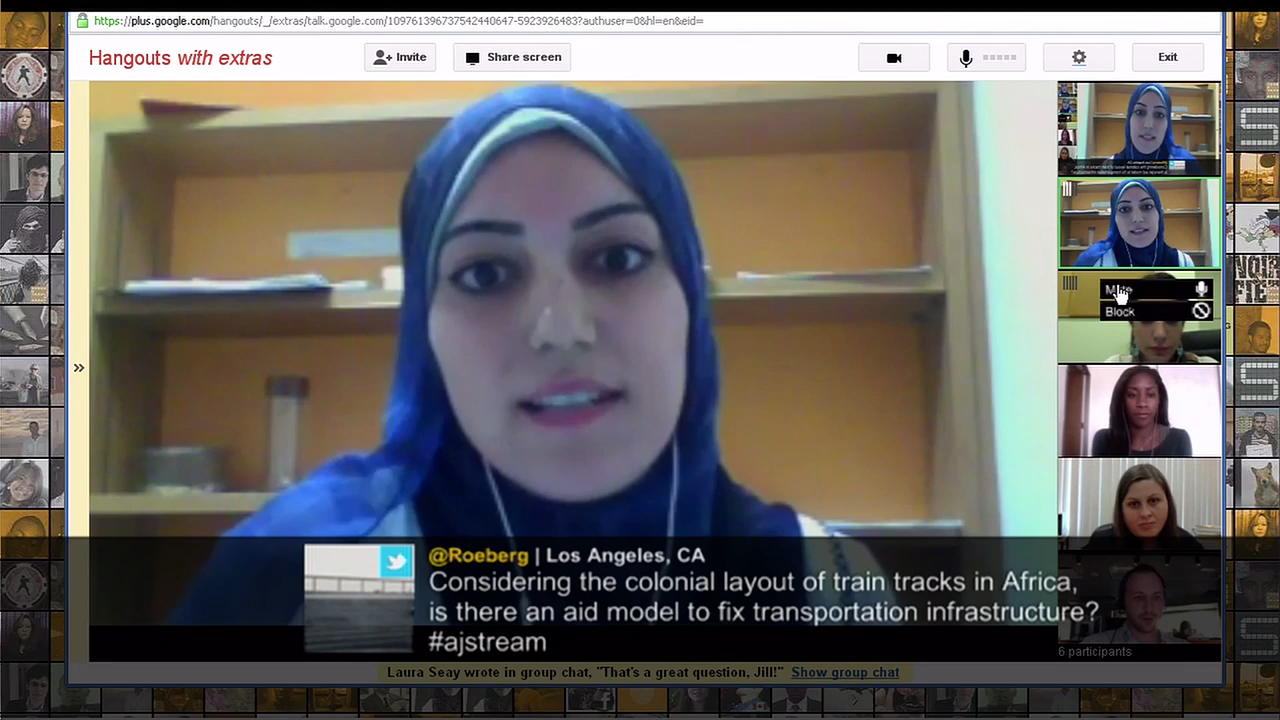 https://plus.google.com/hangouts/_/extras/talk.google.com/109761396737542440647-5923926483?authuser=0&hl=en&eid=
Hangouts with extras
Invite
Share screen
Exit
Mute
Block
@Roeberg | Los Angeles, CA
Considering the colonial layout of train tracks in Africa,
is there an aid model to fix transportation infrastructure?
#ajstream
6 participants
Laura Seay wrote in group chat, "That's a great question, Jill!" Show group chat